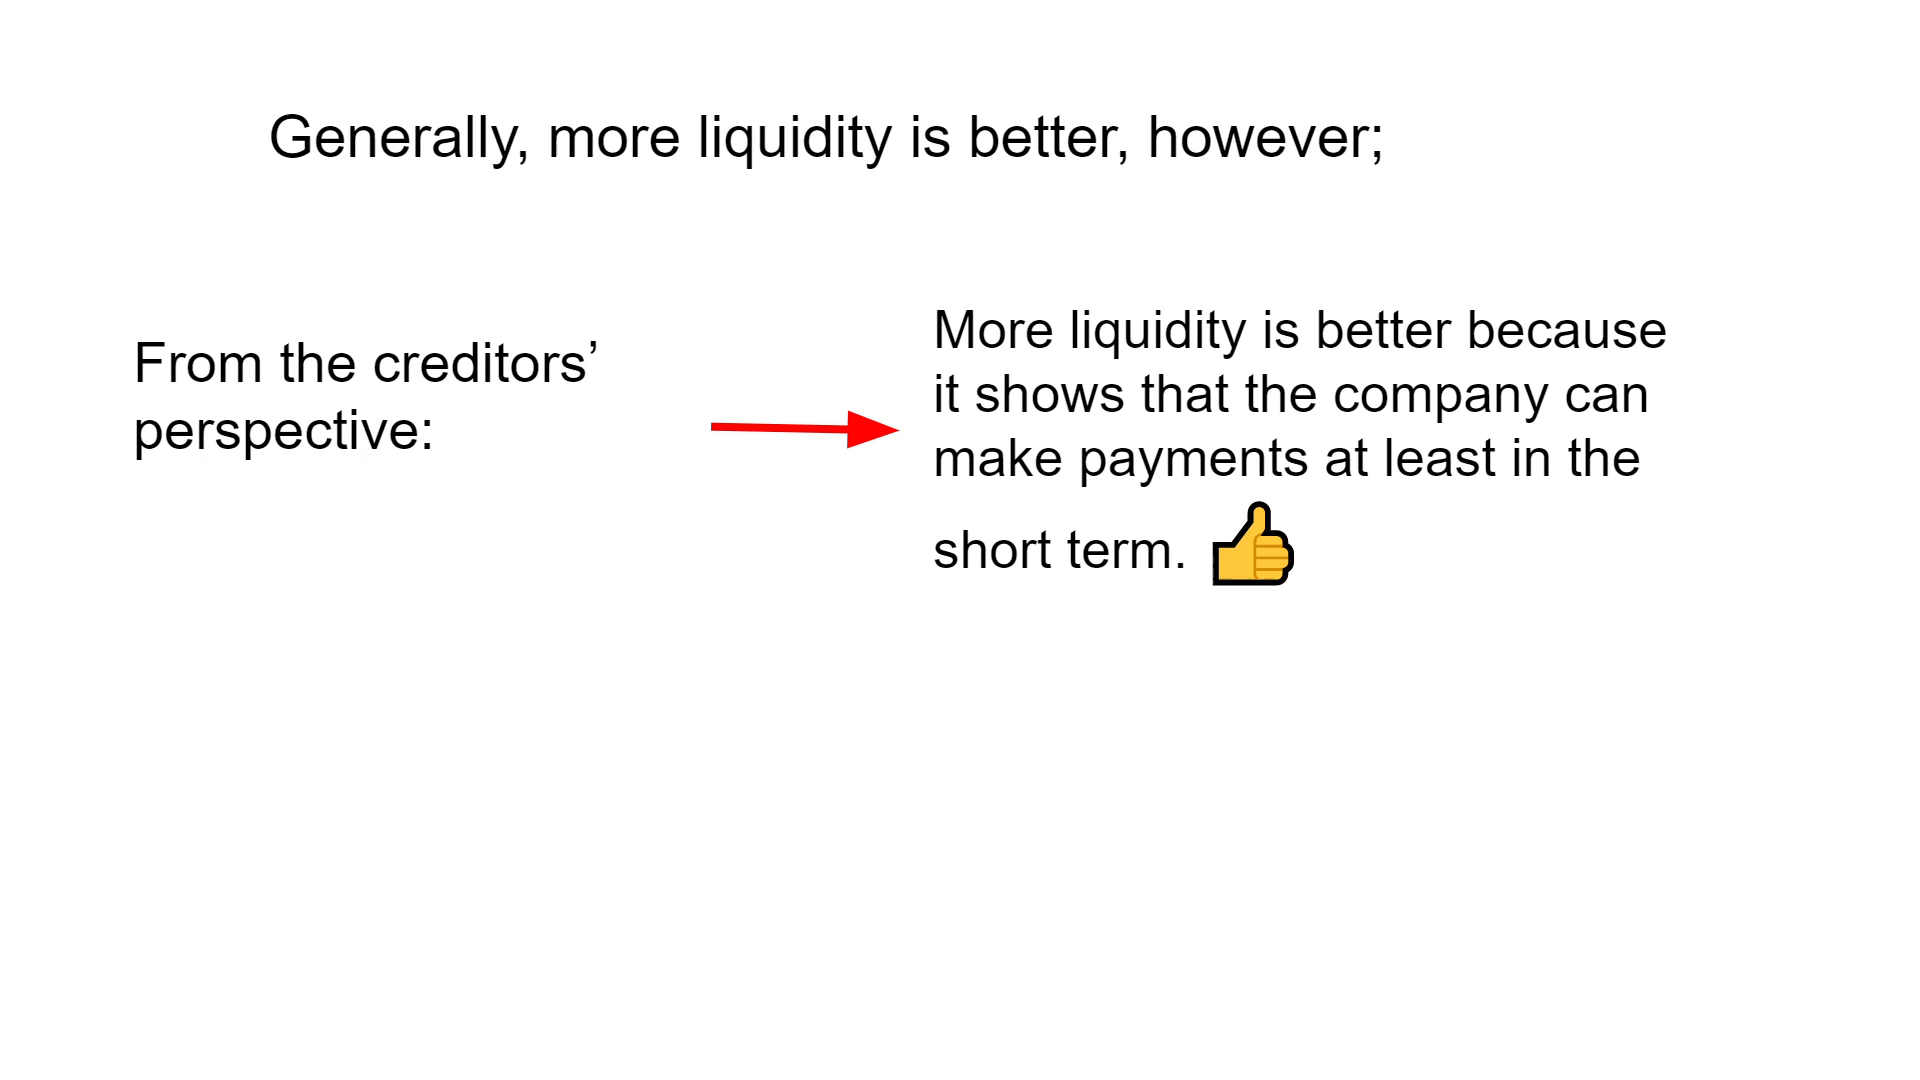 Generally, more liquidity is better, however;
From the creditors’
perspective:
More liquidity is better because
it shows that the company can
make payments at least in the
short term.